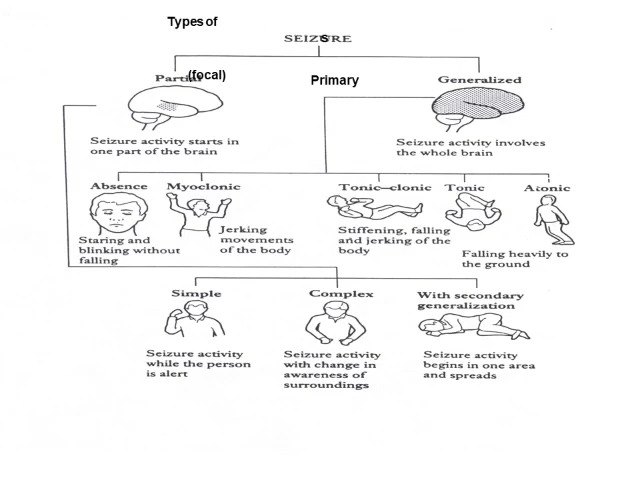 Types of
SEIZURE
s
Partial
(focal)
Primary
Generalized
Seizure activity starts in
one part of the brain
Seizure activity involves
the whole brain
Absence
Myoclonic
Tonic–clonic
Tonic
Atonic
Staring and
blinking without
falling
Jerking
movements
of the body
Stiffening, falling
and jerking of the
body
Falling heavily to
the ground
Simple
Complex
With secondary
generalization
Seizure activity
while the person
is alert
Seizure activity
with change in
awareness of
surroundings
Seizure activity
begins in one area
and spreads